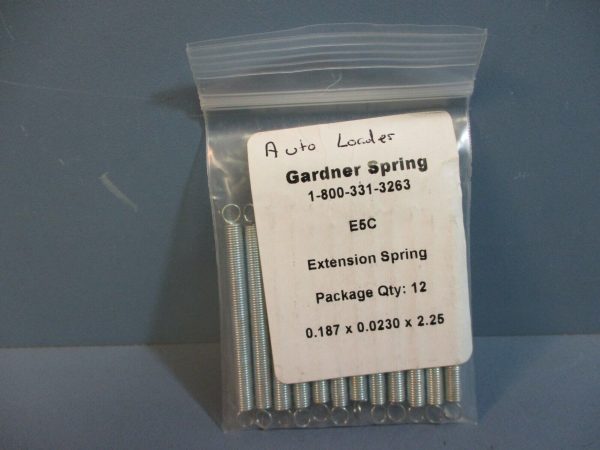 Auto Loader
Gardner Spring
1-800-331-3263
E5C
Extension Spring
Package Qty: 12
0.187 x 0.0230 x 2.25